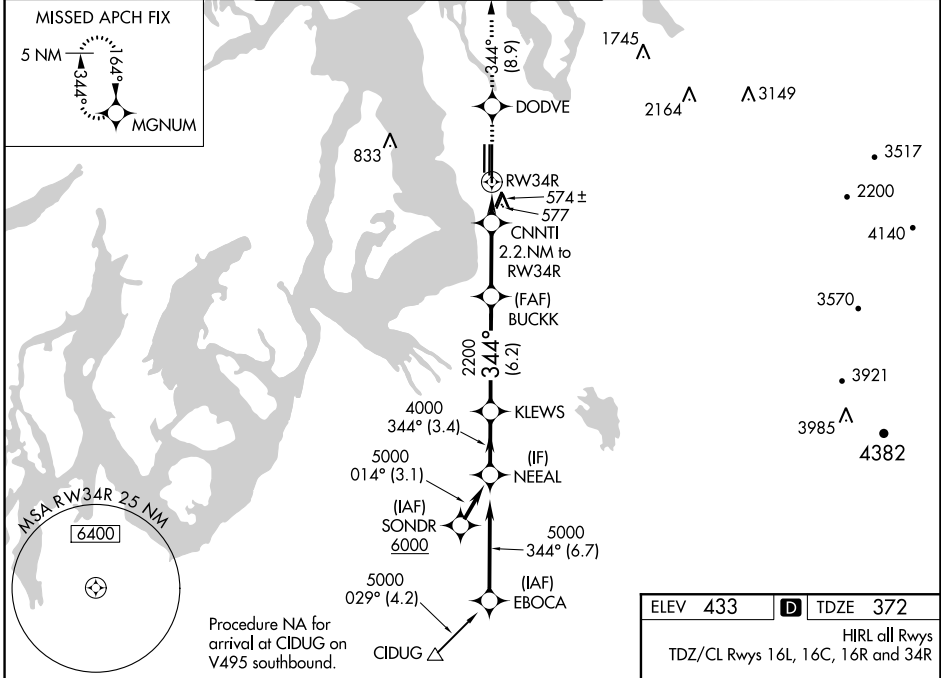 MISSED APCH FIX
5 NM
344°
164°
MGNUM
344°
(8.9)
DODVE
1745
2164
3149
833
3517
2200
4140
RW34R
574 ±
577
CNNTI
2.2.NM to
RW34R
3570
(FAF)
BUCKK
2200
344°
(6.2)
3921
3985
4382
4000
344° (3.4)
KLEWS
5000
014° (3.1)
(IF)
NEEAL
(IAF)
SONDR
6000
5000
344° (6.7)
MSA RW34R 25 NM
6400
5000
029° (4.2)
(IAF)
EBOCA
CIDUG
Procedure NA for
arrival at CIDUG on
V495 southbound.
ELEV 433 D TDZE 372
HIRL all Rwys
TDZ/CL Rwys 16L, 16C, 16R and 34R